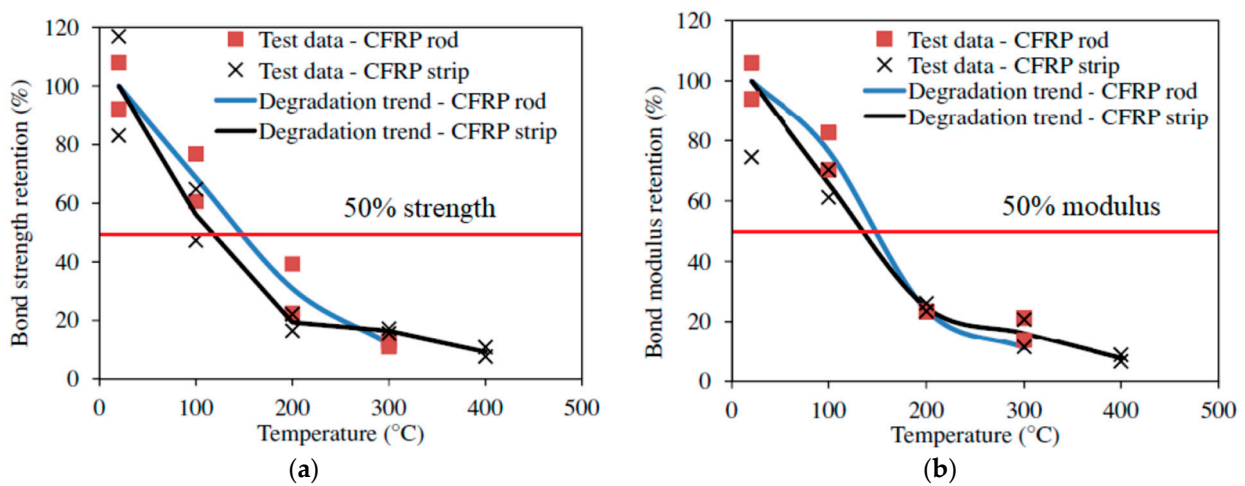 120
100
80
60
40
20
0
Bond strength retention (%)
Test data - CFRP rod
Test data - CFRP strip
Degradation trend - CFRP rod
Degradation trend - CFRP strip
50% strength
0 100 200 300 400 500
Temperature (°C)
(a)
120
100
80
60
40
20
0
Bond modulus retention (%)
Test data - CFRP rod
Test data - CFRP strip
Degradation trend - CFRP rod
Degradation trend - CFRP strip
50% modulus
0 100 200 300 400 500
Temperature (°C)
(b)